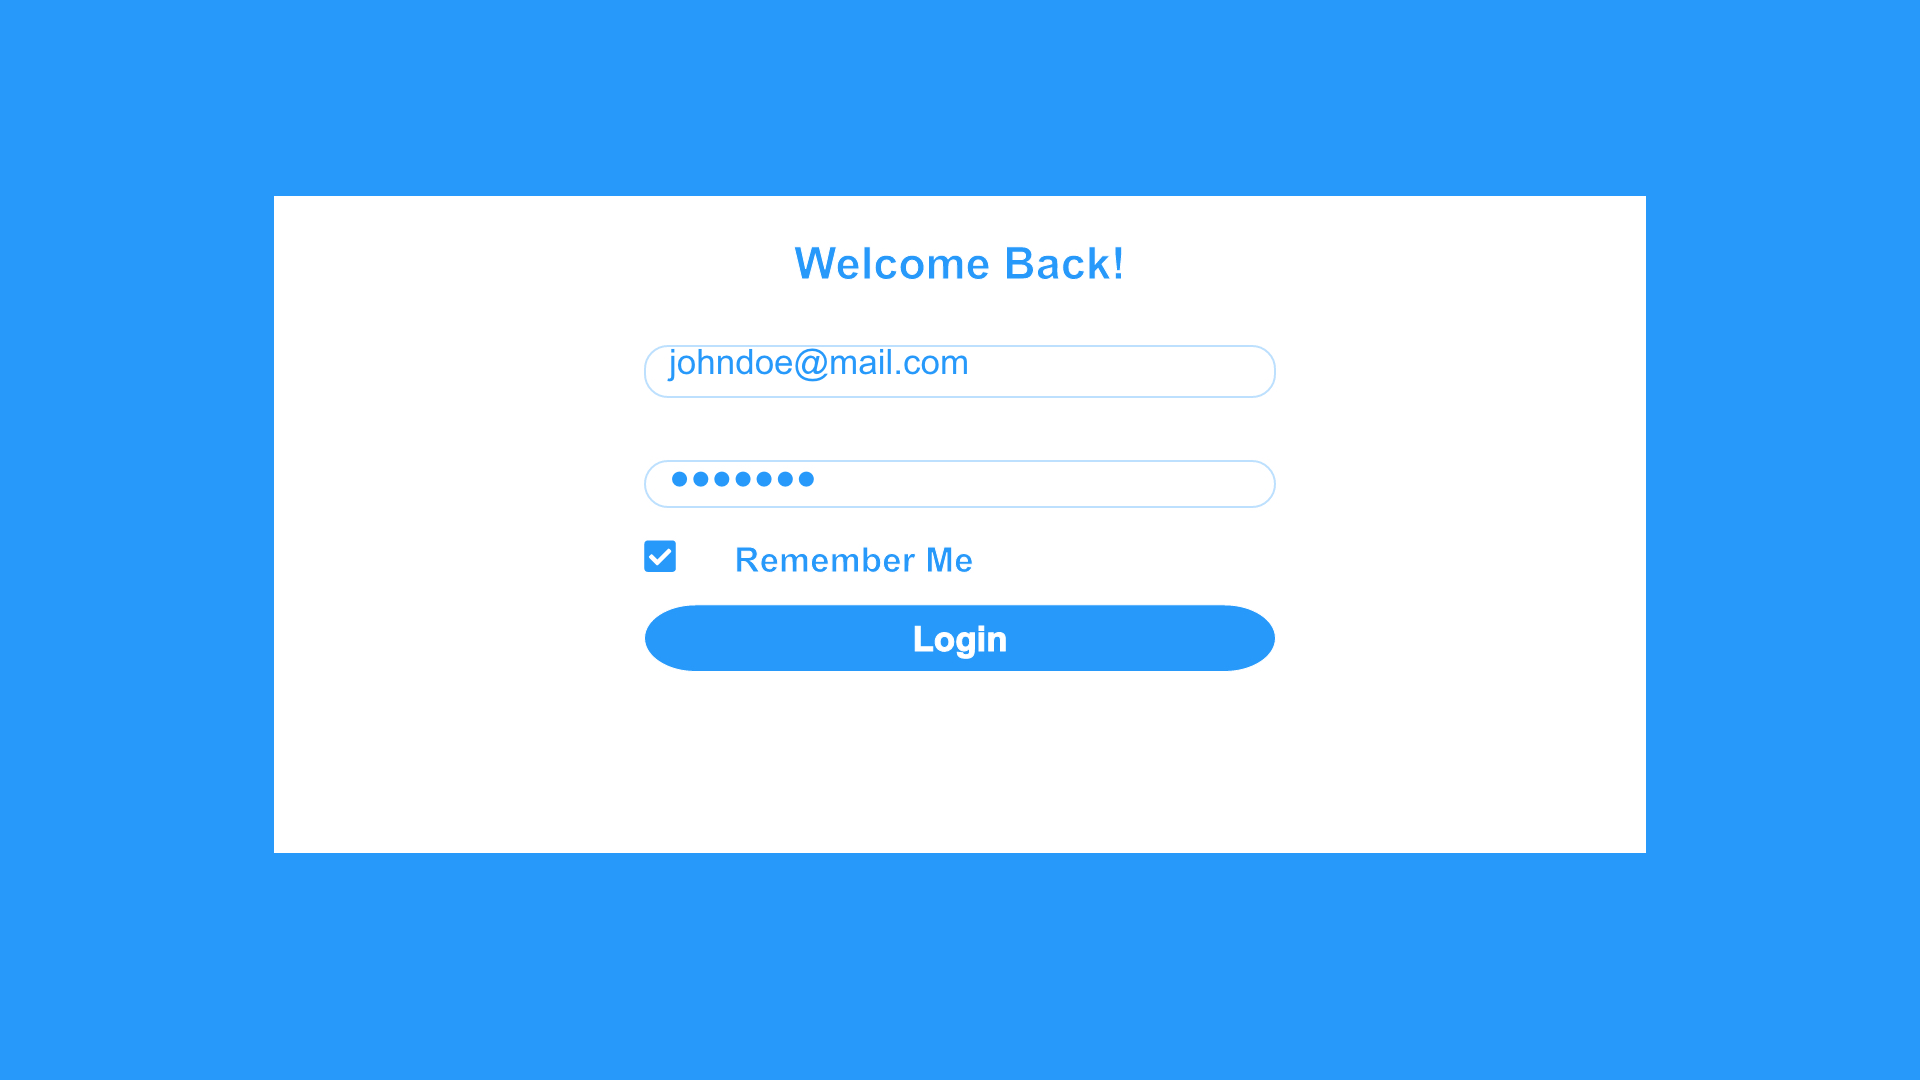 Welcome Back!
johndoe@mail.com
•••••••
Remember Me
Login